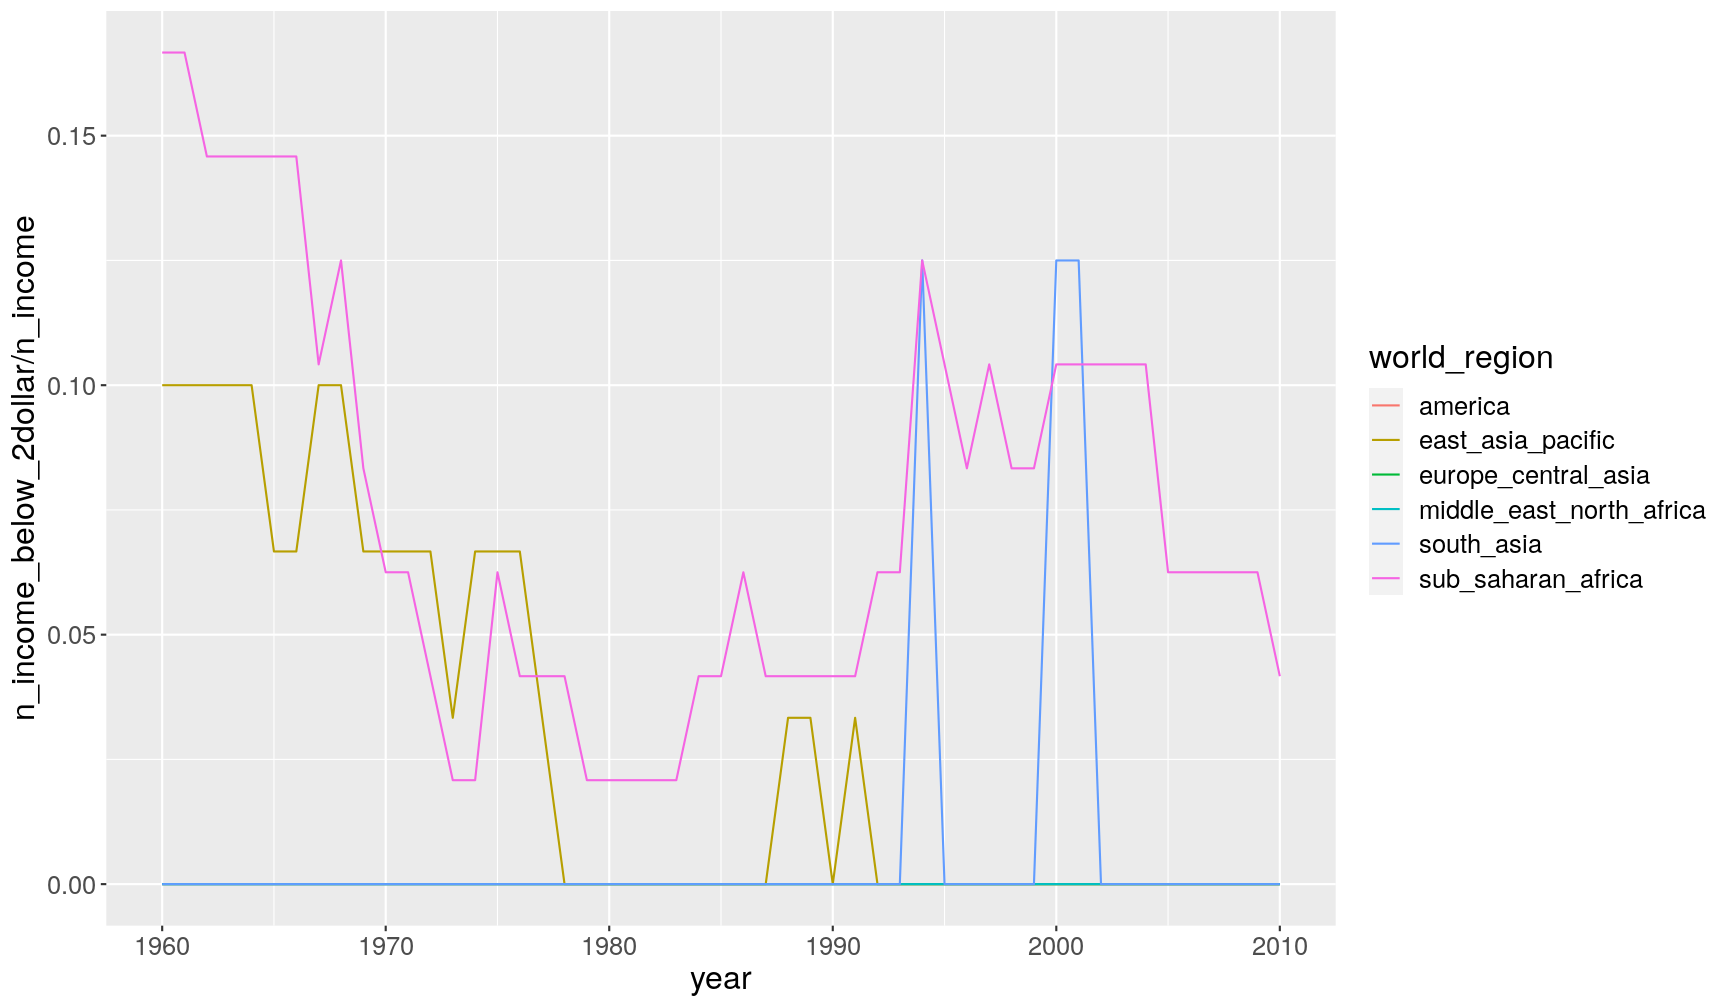 n_income_below_2dollar/n_income
0.15
0.10
0.05
0.00
1960 1970 1980 1990 2000 2010
year
world_region
america
east_asia_pacific
europe_central_asia
middle_east_north_africa
south_asia
sub_saharan_africa